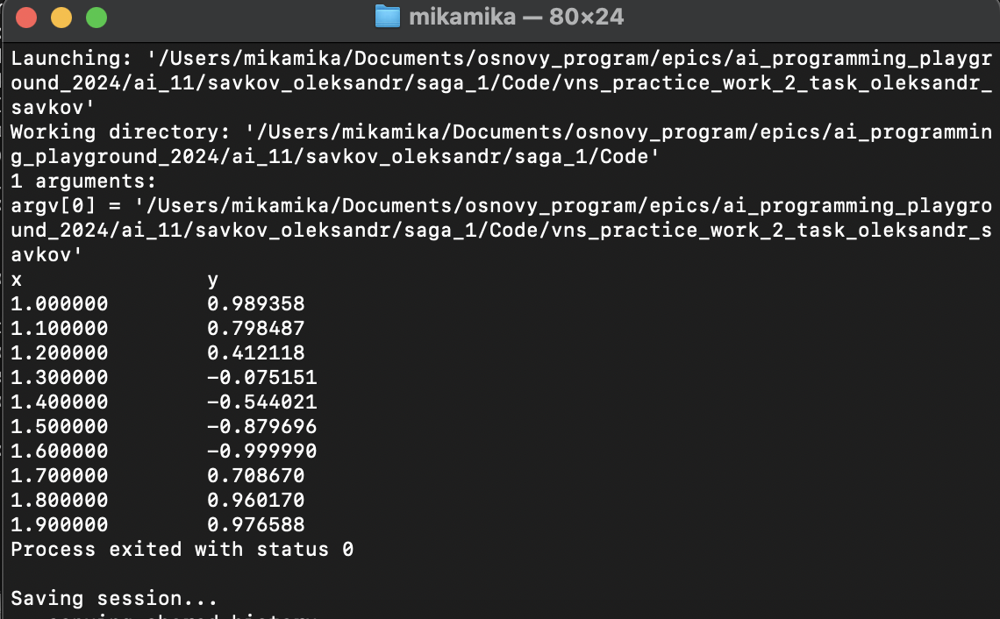 mikamika — 80×24
Launching: '/Users/mikamika/Documents/osnovy_program/epics/ai_programming_playgr
ound_2024/ai_11/savkov_oleksandr/saga_1/Code/vns_practice_work_2_task_oleksandr_
savkov'
Working directory: '/Users/mikamika/Documents/osnovy_program/epics/ai_programmin
g_playground_2024/ai_11/savkov_oleksandr/saga_1/Code'
1 arguments:
argv[0] = '/Users/mikamika/Documents/osnovy_program/epics/ai_programming_playgro
und_2024/ai_11/savkov_oleksandr/saga_1/Code/vns_practice_work_2_task_oleksandr_s
avkov'
x y
1.000000 0.989358
1.100000 0.798487
1.200000 0.412118
1.300000 -0.075151
1.400000 -0.544021
1.500000 -0.879696
1.600000 -0.999990
1.700000 0.708670
1.800000 0.960170
1.900000 0.976588
Process exited with status 0
Saving session...